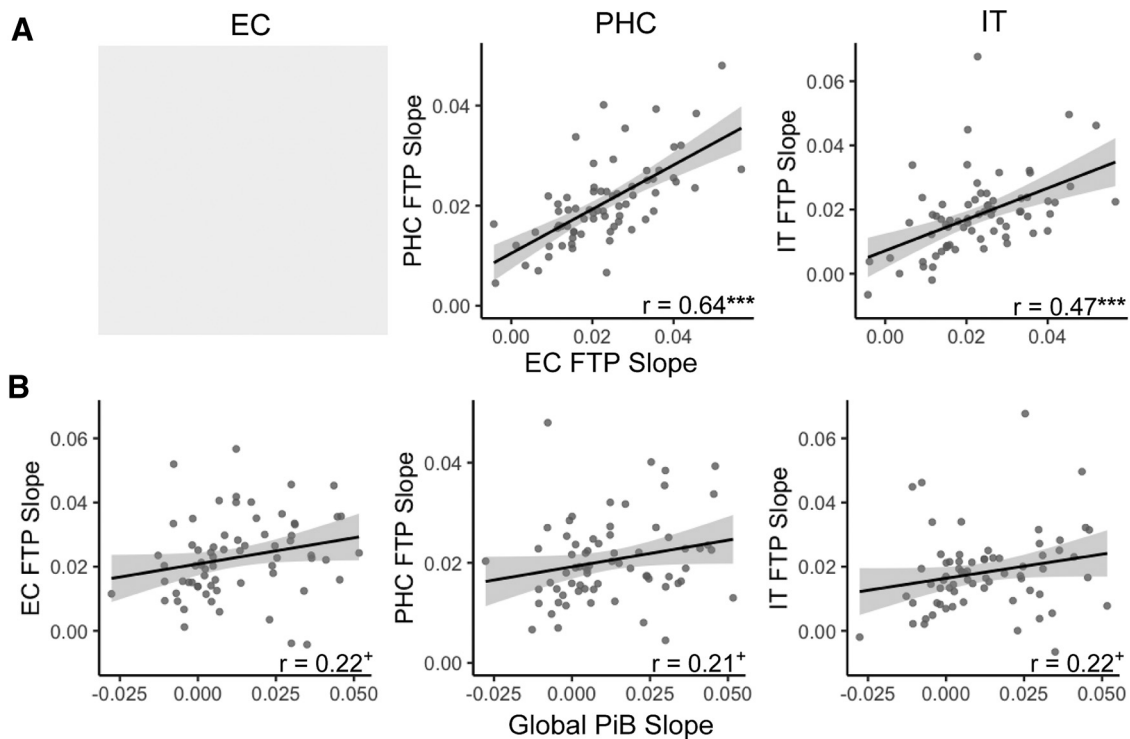 A
EC
PHC
IT
PHC FTP Slope
0.04
0.02
0.00
r = 0.64***
0.00
0.02
0.04
IT FTP Slope
0.06
0.04
0.02
0.00
r = 0.47***
0.00
0.02
0.04
EC FTP Slope
B
EC FTP Slope
0.06
0.04
0.02
0.00
r = 0.22+
-0.025
0.000
0.025
0.050
PHC FTP Slope
0.04
0.02
0.00
r = 0.21+
-0.025
0.000
0.025
0.050
IT FTP Slope
0.06
0.04
0.02
0.00
r = 0.22+
-0.025
0.000
0.025
0.050
Global PiB Slope